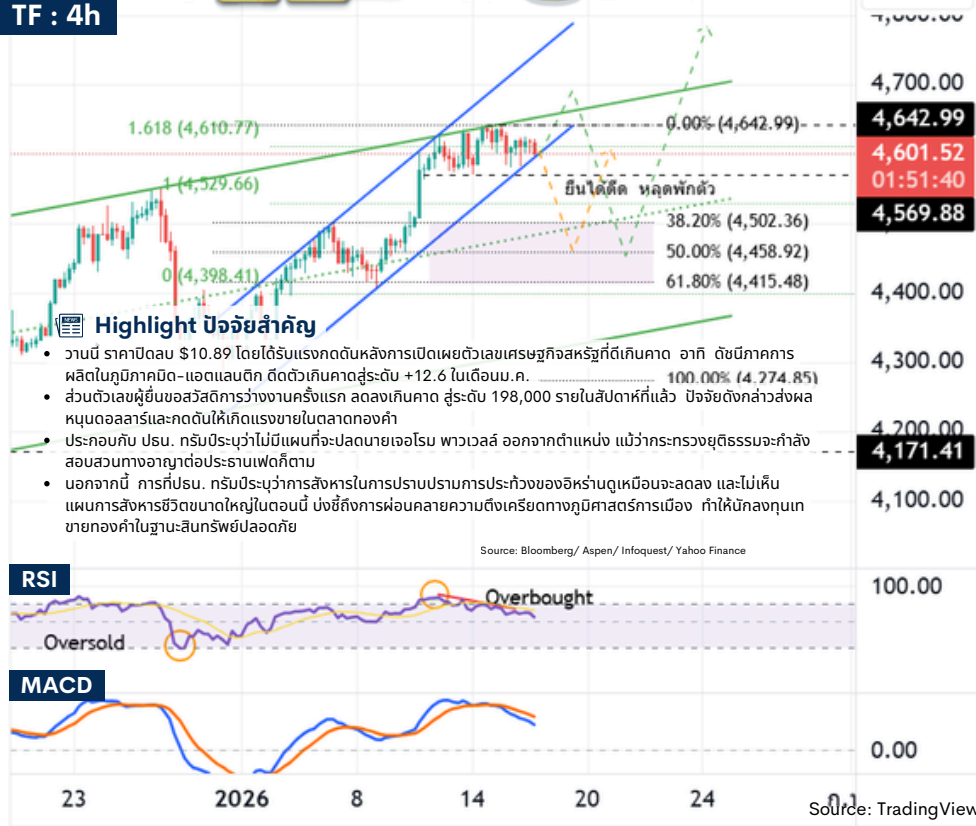 TF : 4h
4,700.00
4,642.99
0.00% (4,642.99)
1.618 (4,610.77)
4,601.52
01:51:40
1 (4,529.66)
ยืนได้ดีด หลุดพักตัว
4,569.88
38.20% (4,502.36)
50.00% (4,458.92)
0 (4,398.41)
61.80% (4,415.48)
4,400.00
Highlight ปัจจัยสำคัญ
4,300.00
• วานนี้ ราคาปิดลบ $10.89 โดยได้รับแรงกดดันหลังการเปิดเผยตัวเลขเศรษฐกิจสหรัฐที่ดีเกินคาด อาทิ ดัชนีภาคการ
ผลิตในภูมิภาคมิด-แอตแลนติก ดีดตัวเกินคาดสู่ระดับ +12.6 ในเดือนม.ค.
100.00% (4,274.85)
• ส่วนตัวเลขผู้ยื่นขอสวัสดิการว่างงานครั้งแรก ลดลงเกินคาด สู่ระดับ 198,000 รายในสัปดาห์ที่แล้ว ปัจจัยดังกล่าวส่งผล
หนุนดอลลาร์และกดดันให้เกิดแรงขายในตลาดทองคำ
4,200.00
• ประกอบกับ ปธน. ทรัมป์ระบุว่าไม่มีแผนที่จะปลดนายเจอโรม พาวเวลล์ ออกจากตำแหน่ง แม้ว่ากระทรวงยุติธรรมจะกำลัง
สอบสวนทางอาญาต่อประธานเฟดก็ตาม
4,171.41
• นอกจากนี้ การที่ปธน. ทรัมป์ระบุว่าการสังหารในการปราบปรามการประท้วงของอิหร่านดูเหมือนจะลดลง และไม่เห็น
แผนการสังหารชีวิตขนาดใหญ่ในตอนนี้ บ่งชี้ถึงการผ่อนคลายความตึงเครียดทางภูมิศาสตร์การเมือง ทำให้นักลงทุนเท
ขายทองคำในฐานะสินทรัพย์ปลอดภัย
4,100.00
Source: Bloomberg/ Aspen/ Infoquest/ Yahoo Finance
RSI
100.00
Overbought
Oversold
MACD
0.00
23 2026 8 14 20 24
Source: TradingView